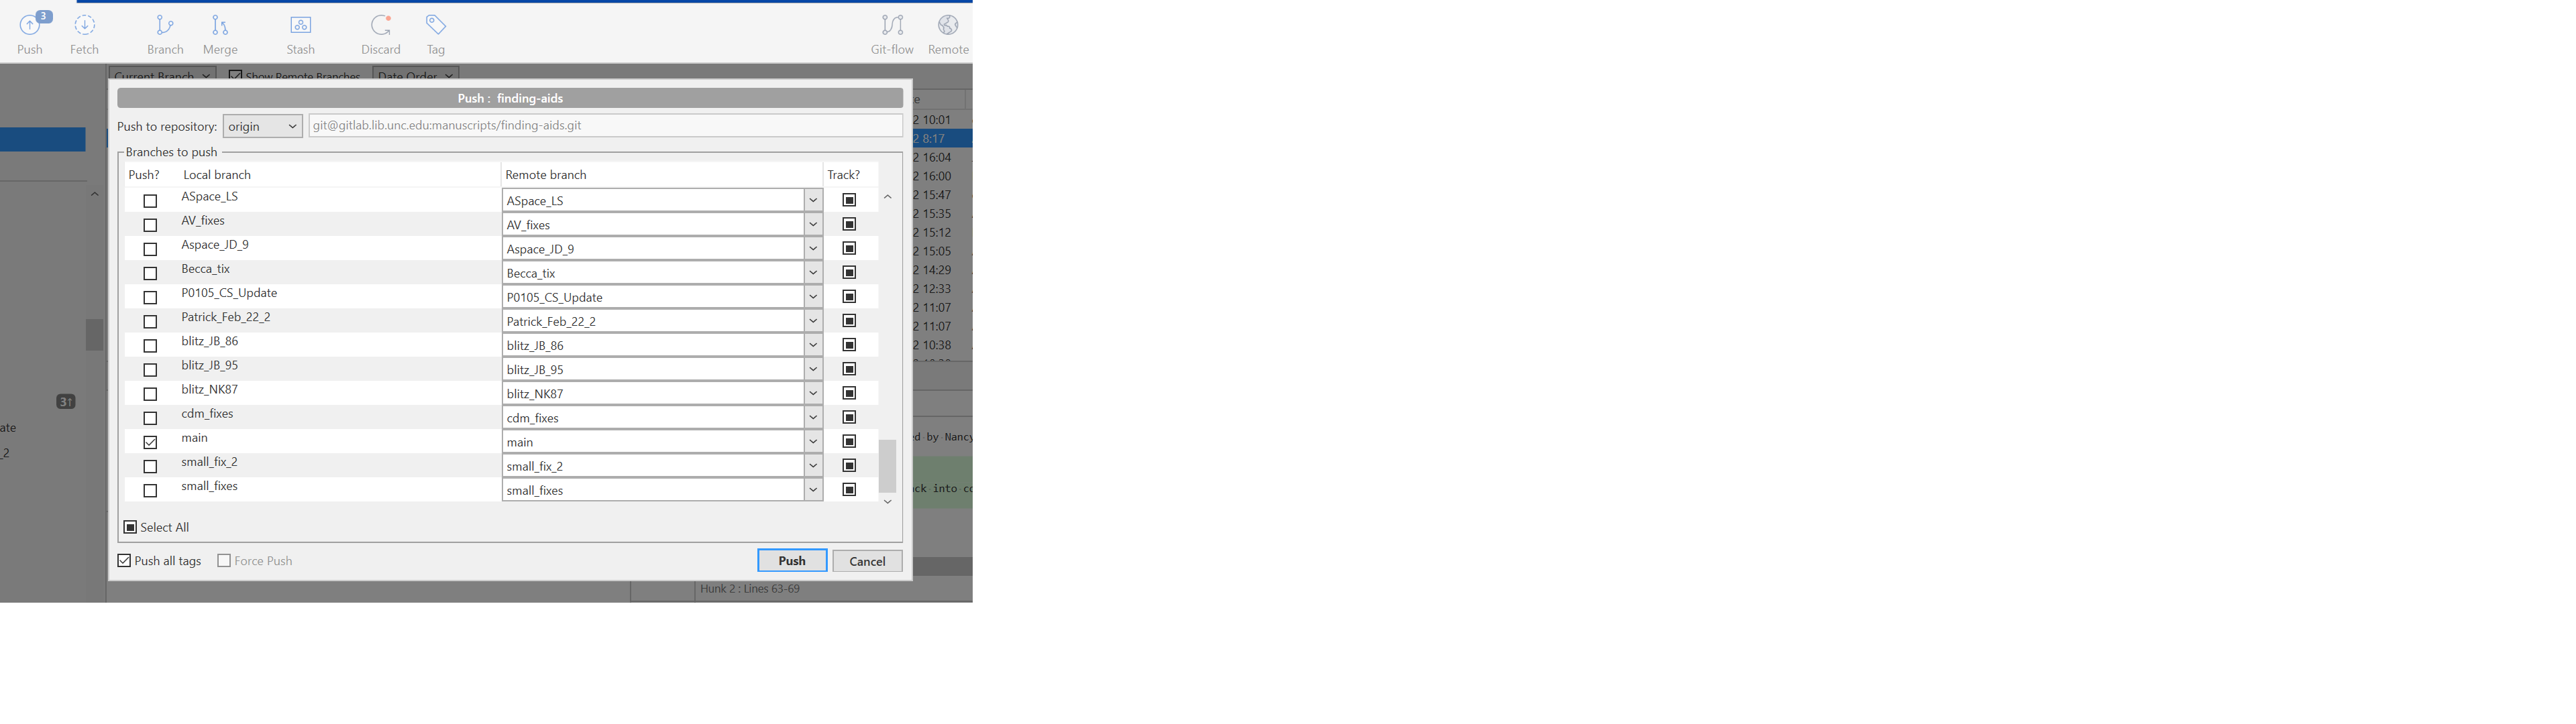 3
Push Fetch Branch Merge Stash Discard Tag Git-flow Remote
Current Branch Show Remote Branches Date Order
Push : finding-aids
Push to repository: origin git@gitlab.lib.unc.edu:manuscripts/finding-aids.git
2 10:01
2 8:17
Branches to push
2 16:04
Push? Local branch Remote branch Track?
2 16:00
ASpace_LS ASpace_LS
2 15:47
AV_fixes AV_fixes
2 15:35
2 15:12
Aspace_JD_9 Aspace_JD_9
2 15:05
Becca_tix Becca_tix
2 14:29
P0105_CS_Update P0105_CS_Update
2 12:33
2 11:07
Patrick_Feb_22_2 Patrick_Feb_22_2
2 11:07
blitz_JB_86 blitz_JB_86
2 10:38
blitz_JB_95 blitz_JB_95
blitz_NK87 blitz_NK87
3↑
cdm_fixes cdm_fixes
ate
main main
ed by Nancy
_2
small_fix_2 small_fix_2
small_fixes small_fixes
ck into co
Select All
Push all tags Force Push Push Cancel
Hunk 2 : Lines 63-69